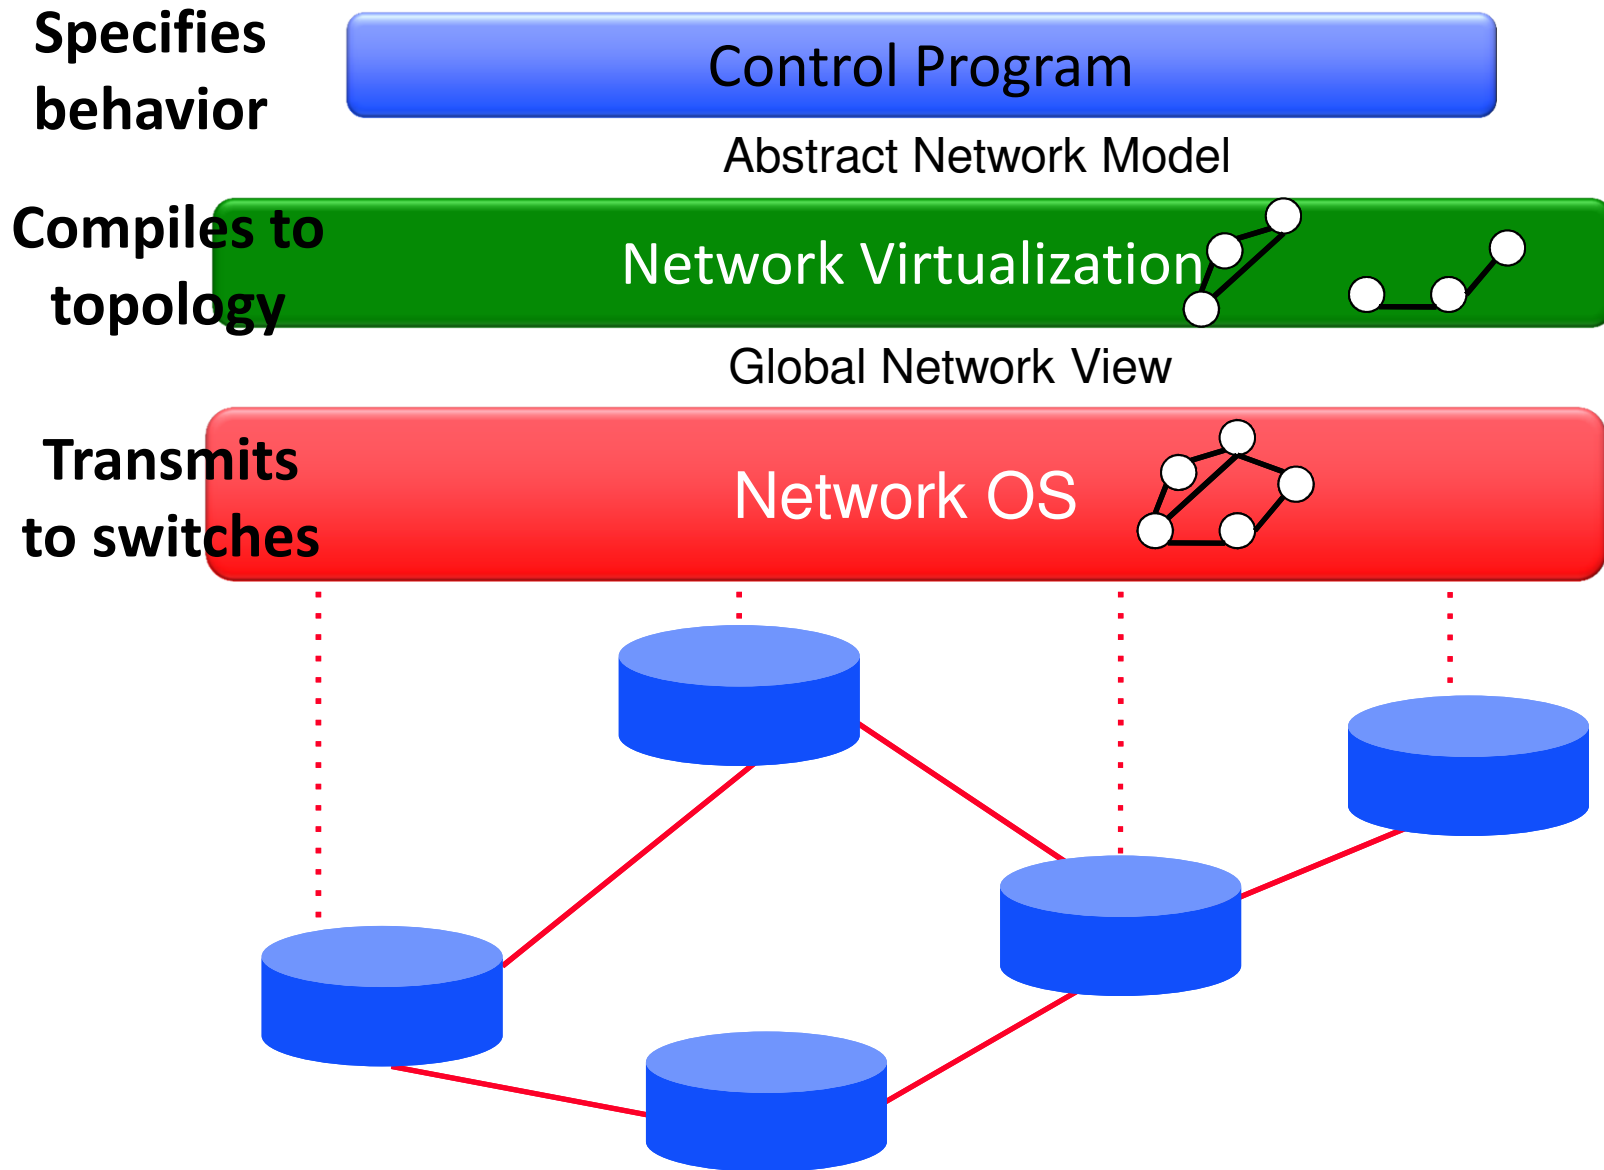 Specifies
behavior
Control Program
Abstract Network Model
Compiles to
topology
Network Virtualization
Global Network View
Transmits
to switches
Network OS